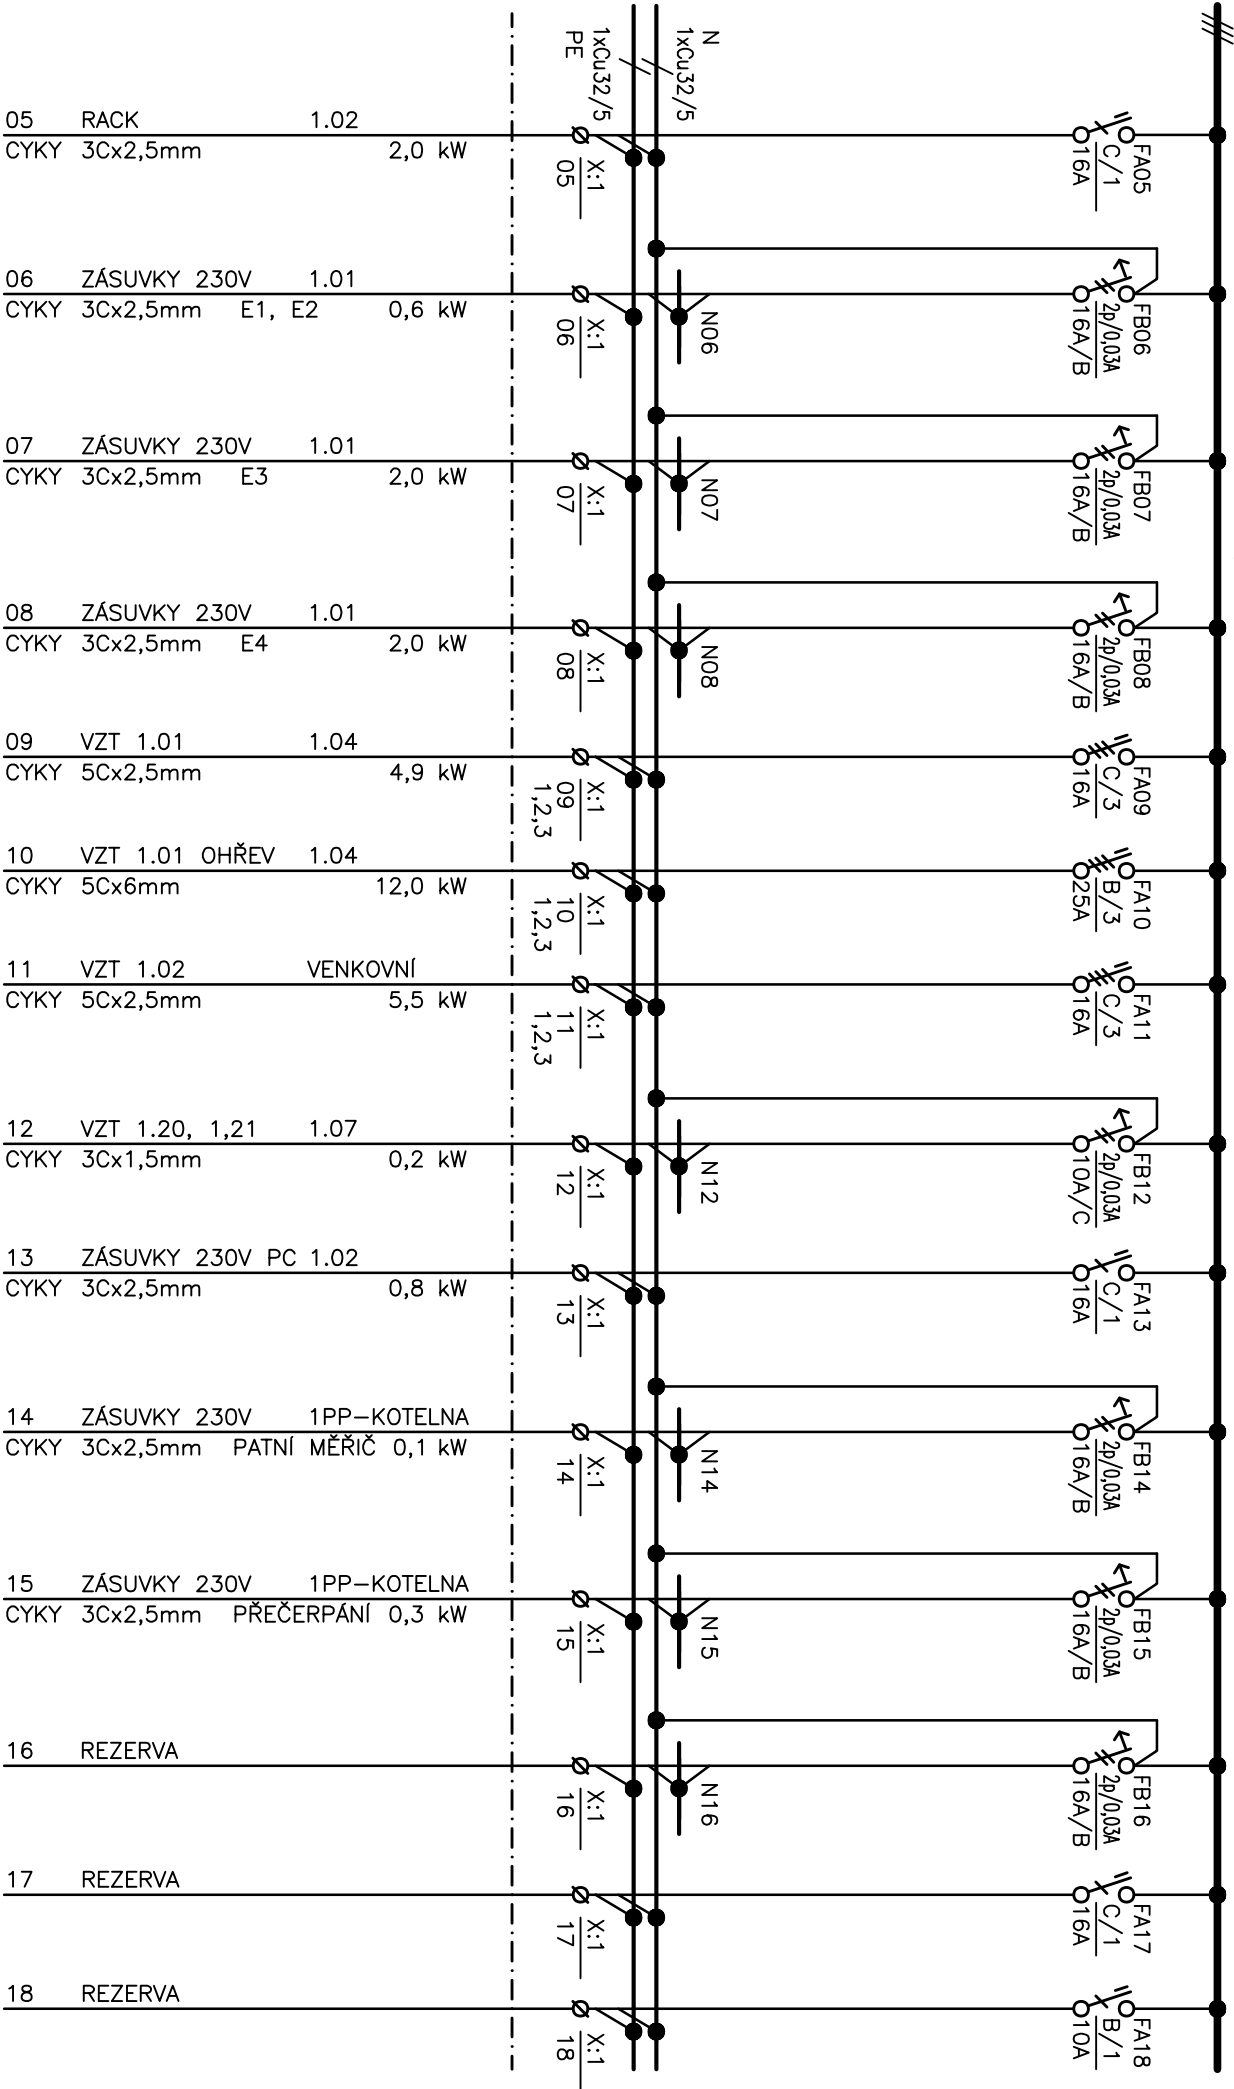 N
1xCu32/5
1xCu32/5
PE
05 RACK 1.02
CYKY 3Cx2,5mm 2,0 kW
X:1
05
FA05
C/1
16A
06 ZÁSUVKY 230V 1.01
CYKY 3Cx2,5mm E1, E2 0,6 kW
X:1
06
N06
FB06
2p/0,03A
16A/B
07 ZÁSUVKY 230V 1.01
CYKY 3Cx2,5mm E3 2,0 kW
X:1
07
N07
FB07
2p/0,03A
16A/B
08 ZÁSUVKY 230V 1.01
CYKY 3Cx2,5mm E4 2,0 kW
X:1
08
N08
FB08
2p/0,03A
16A/B
09 VZT 1.01 1.04
CYKY 5Cx2,5mm 4,9 kW
X:1
09
1,2,3
FA09
C/3
16A
10 VZT 1.01 OHŘEV 1.04
CYKY 5Cx6mm 12,0 kW
X:1
10
1,2,3
FA10
B/3
25A
11 VZT 1.02 VENKOVNÍ
CYKY 5Cx2,5mm 5,5 kW
X:1
11
1,2,3
FA11
C/3
16A
12 VZT 1.20, 1,21 1.07
CYKY 3Cx1,5mm 0,2 kW
X:1
12
N12
FB12
2p/0,03A
10A/C
13 ZÁSUVKY 230V PC 1.02
CYKY 3Cx2,5mm 0,8 kW
X:1
13
FA13
C/1
16A
14 ZÁSUVKY 230V 1PP-KOTELNA
CYKY 3Cx2,5mm PATNÍ MĚŘIČ 0,1 kW
X:1
14
N14
FB14
2p/0,03A
16A/B
15 ZÁSUVKY 230V 1PP-KOTELNA
CYKY 3Cx2,5mm PŘEČERPÁNÍ 0,3 kW
X:1
15
N15
FB15
2p/0,03A
16A/B
16 REZERVA
X:1
16
N16
FB16
2p/0,03A
16A/B
17 REZERVA
X:1
17
FA17
C/1
16A
18 REZERVA
X:1
18
FA18
B/1
10A